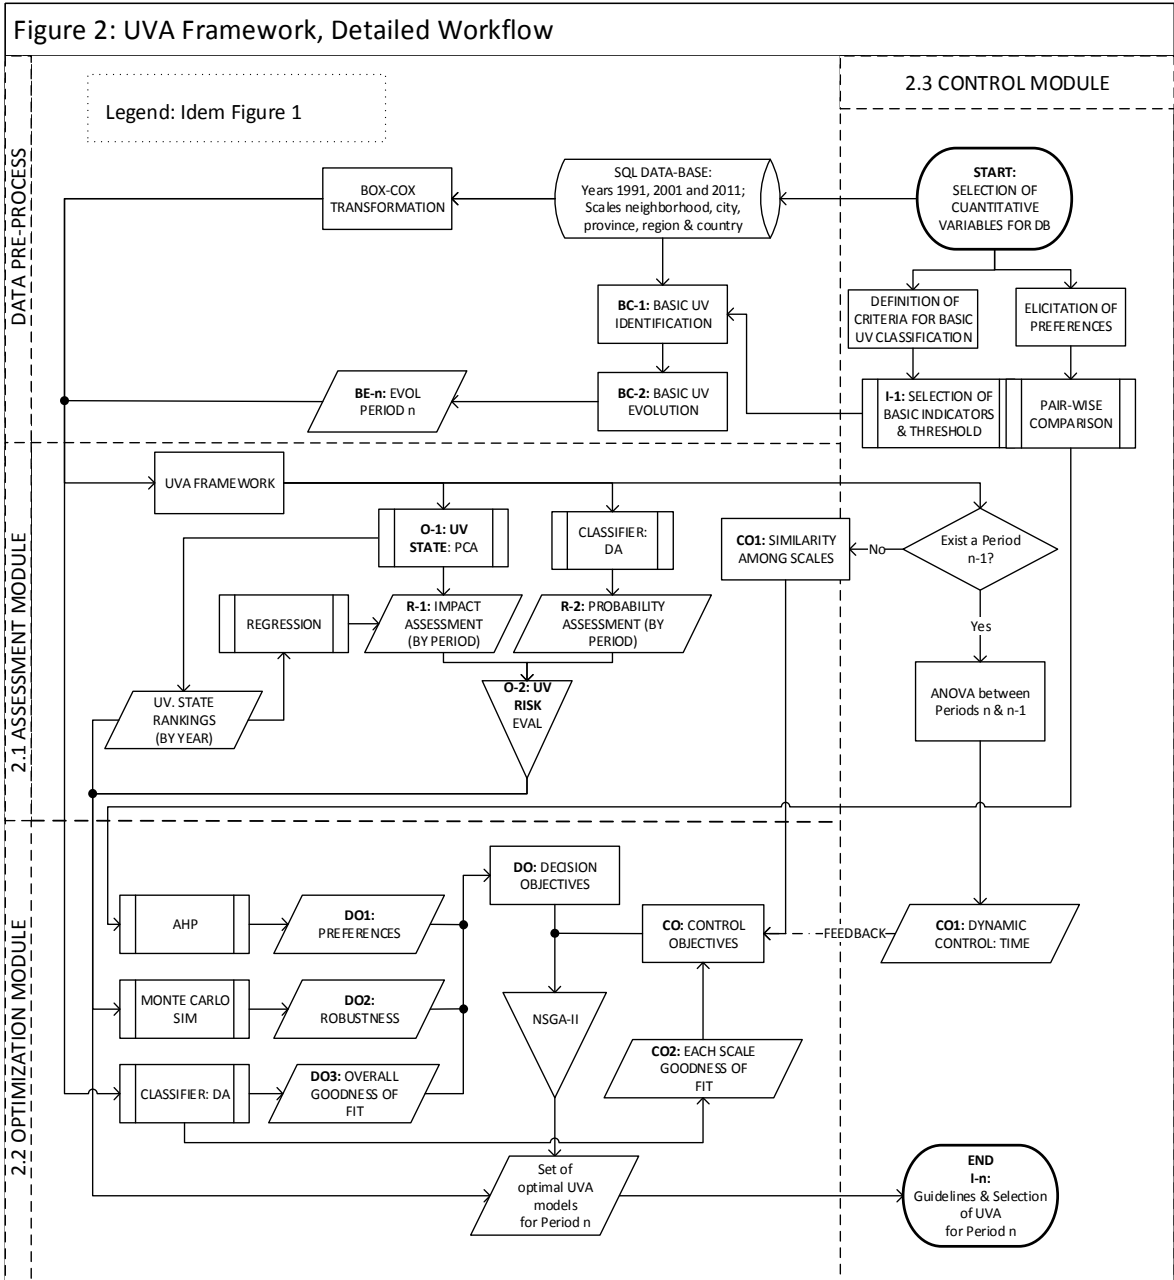 Figure 2: UVA Framework, Detailed Workflow
Legend: Idem Figure 1
2.3 CONTROL MODULE
DATA PRE-PROCESS
BOX-COX
TRANSFORMATION
SQL DATA-BASE:
Years 1991, 2001 and 2011;
Scales neighborhood, city,
province, region & country
START:
SELECTION OF
CUANTITATIVE
VARIABLES FOR DB
BC-1: BASIC UV
IDENTIFICATION
DEFINITION OF
CRITERIA FOR BASIC
UV CLASSIFICATION
ELICITATION OF
PREFERENCES
BE-n: EVOL
PERIOD n
BC-2: BASIC UV
EVOLUTION
I-1: SELECTION OF
BASIC INDICATORS
& THRESHOLD
PAIR-WISE
COMPARISON
2.1 ASSESSMENT MODULE
UVA FRAMEWORK
O-1: UV
STATE: PCA
CLASSIFIER:
DA
CO1: SIMILARITY
AMONG SCALES
No
Exist a Period
n-1?
Yes
REGRESSION
R-1: IMPACT
ASSESSMENT
(BY PERIOD)
R-2: PROBABILITY
ASSESSMENT (BY
PERIOD)
UV. STATE
RANKINGS
(BY YEAR)
O-2: UV
RISK
EVAL
ANOVA between
Periods n & n-1
2.2 OPTIMIZATION MODULE
DO: DECISION
OBJECTIVES
AHP
DO1:
PREFERENCES
CO: CONTROL
OBJECTIVES
FEEDBACK
CO1: DYNAMIC
CONTROL: TIME
MONTE CARLO
SIM
DO2:
ROBUSTNESS
NSGA-II
CLASSIFIER: DA
DO3: OVERALL
GOODNESS OF
FIT
CO2: EACH SCALE
GOODNESS OF
FIT
Set of
optimal UVA
models
for Period n
END
I-n:
Guidelines & Selection
of UVA
for Period n